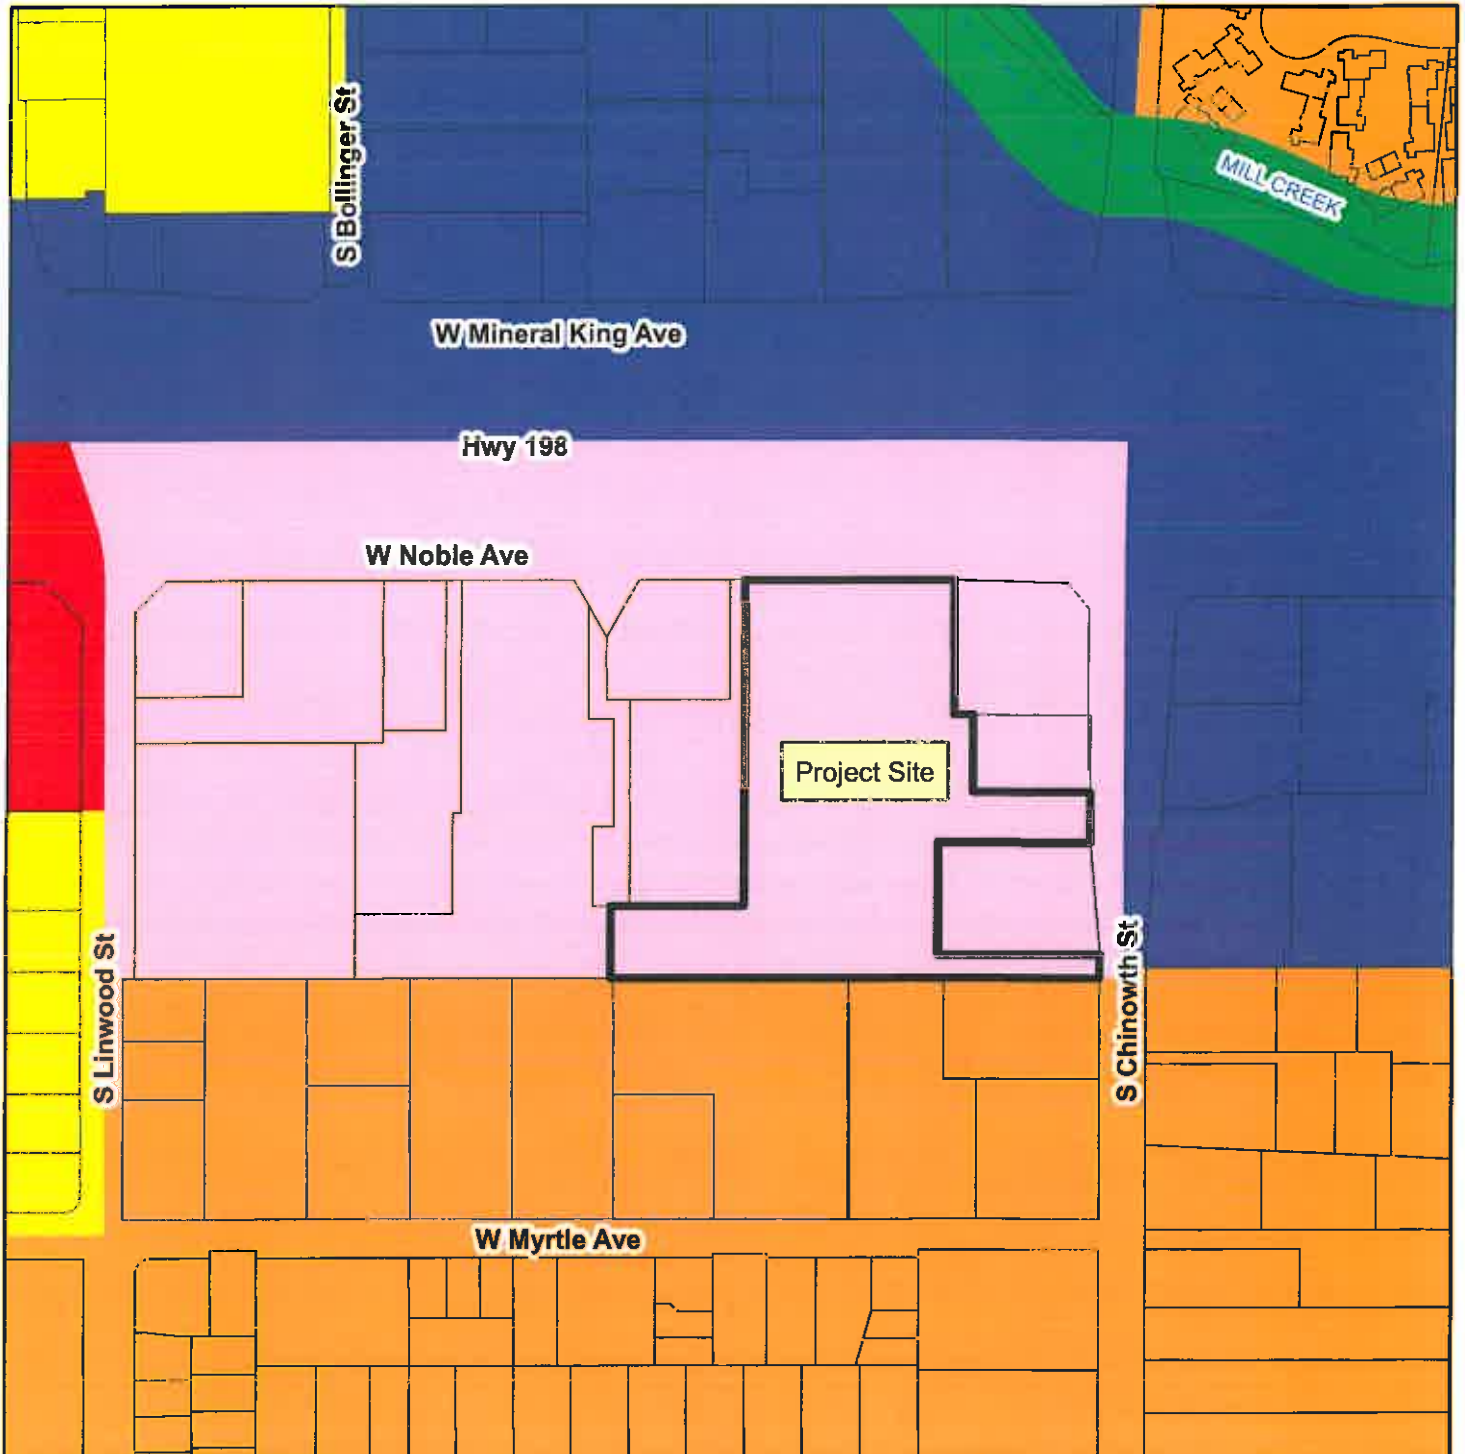 S Bollinger St
MILL CREEK
W Mineral King Ave
Hwy 198
W Noble Ave
Project Site
S Linwood St
S Chinowth St
W Myrtle Ave